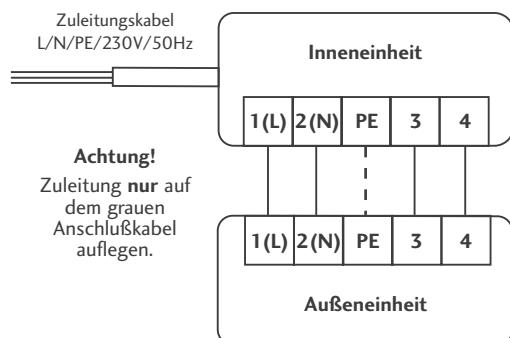 Zuleitungskabel
L/N/PE/230V/50Hz
Inneneinheit
1(L) 2(N) PE 3 4
Achtung!
Zuleitung nur auf
dem grauen
Anschlußkabel
auflegen.
1(L) 2(N) PE 3 4
Außeneinheit